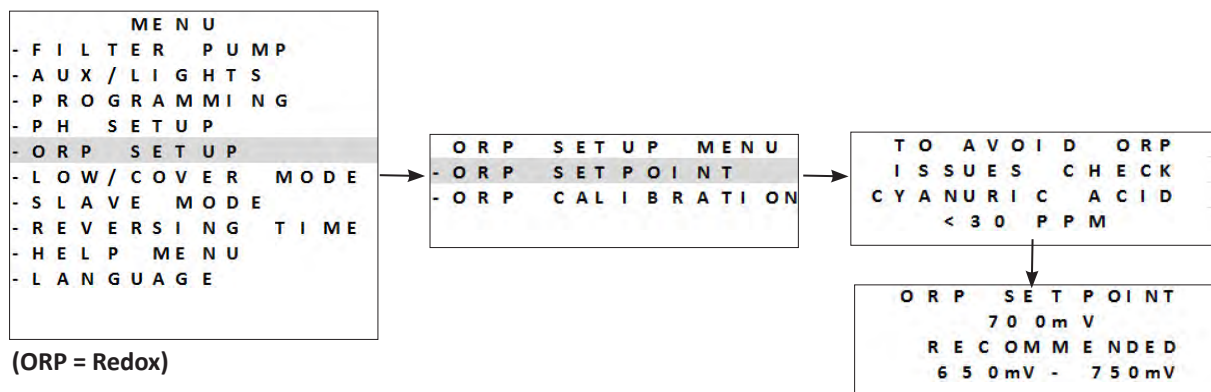 MENU
- FILTER PUMP
- AUX/LIGHTS
- PROGRAMMING
- PH SETUP
- ORP SETUP
- LOW/COVER MODE
- SLAVE MODE
- REVERSING TIME
- HELP MENU
- LANGUAGE
(ORP = Redox)
ORP SETUP MENU
- ORP SETPOINT
- ORP CALIBRATION
TO AVOID ORP
ISSUES CHECK
CYANURIC ACID
<30 PPM
ORP SETPOINT
700mV
RECOMMENDED
650mV - 750mV